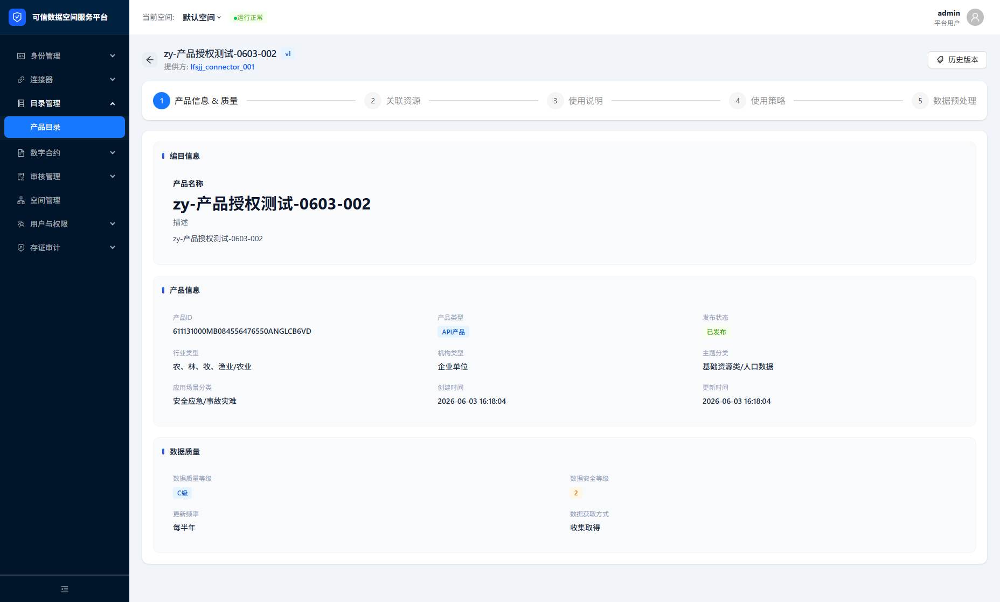 可信数据空间服务平台
当前空间: 默认空间 运行正常
admin
平台用户
身份管理
连接器
目录管理
产品目录
数字合约
审核管理
空间管理
用户与权限
存证审计
zy-产品授权测试-0603-002 v1
提供方: lfsjj_connector_001
历史版本
1 产品信息 & 质量
2 关联资源
3 使用说明
4 使用策略
5 数据预处理
编目信息
产品名称
zy-产品授权测试-0603-002
描述
zy-产品授权测试-0603-002
产品信息
产品ID 产品类型 发布状态
611131000MB084556476550ANGLCB6VD API产品 已发布
行业类型 机构类型 主题分类
农、林、牧、渔业/农业 企业单位 基础资源类/人口数据
应用场景分类 创建时间 更新时间
安全应急/事故灾难 2026-06-03 16:18:04 2026-06-03 16:18:04
数据质量
数据质量等级 数据安全等级
C级 2
更新频率 数据获取方式
每半年 收集取得